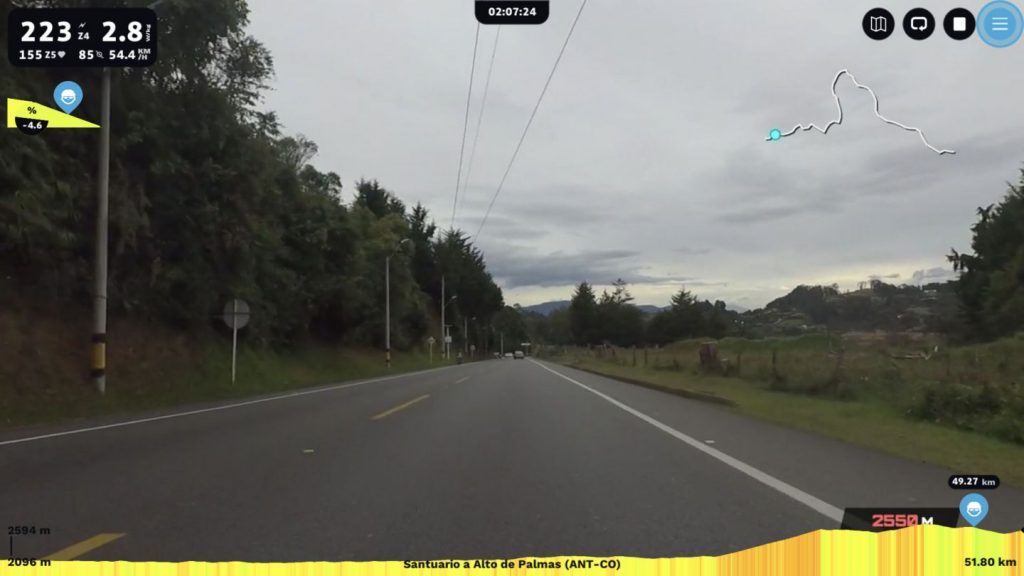 02:07:24
223 Z4 2.8
155 Z5 85 54.4 KM/H
%
-4.6
49.27 km
2550 M
2594 m
2096 m
Santuario a Alto de Palmas (ANT-CO)
51.80 km